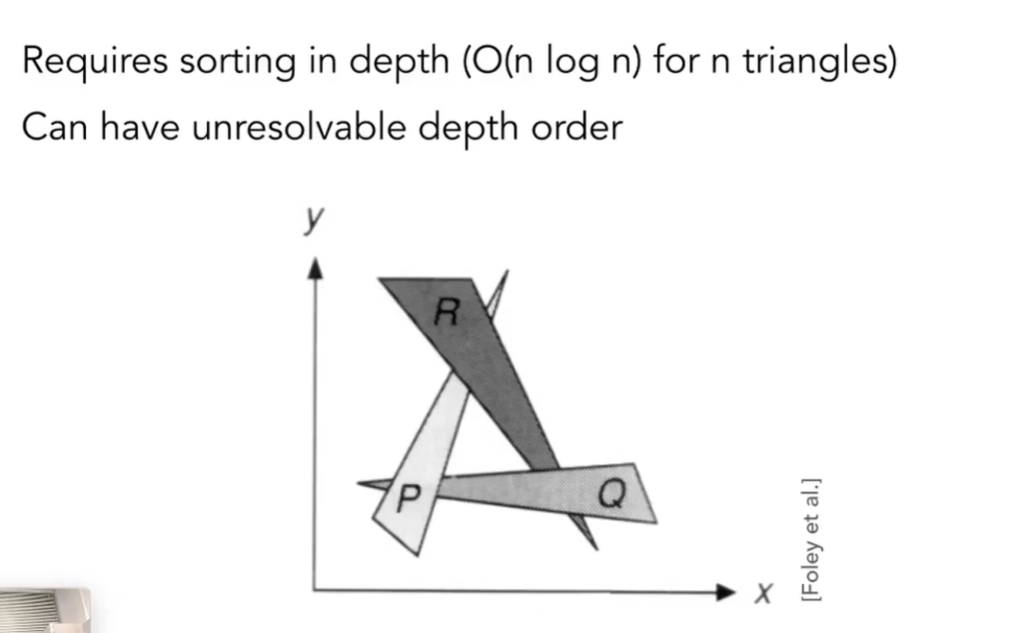 Requires sorting in depth (O(n log n) for n triangles)
Can have unresolvable depth order
y
R
P
Q
x
[Foley et al.]